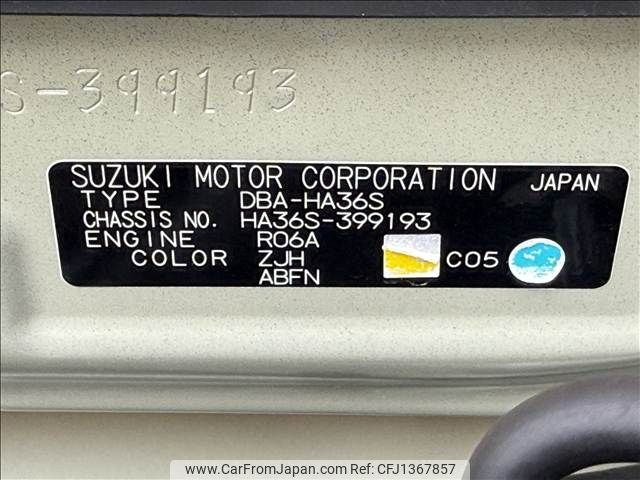 S-399193
SUZUKI MOTOR CORPORATION JAPAN
TYPE DBA-HA36S
CHASSIS NO. HA36S-399193
ENGINE R06A
COLOR ZJH C05
ABFN
www.CarFromJapan.com CFJ1367857